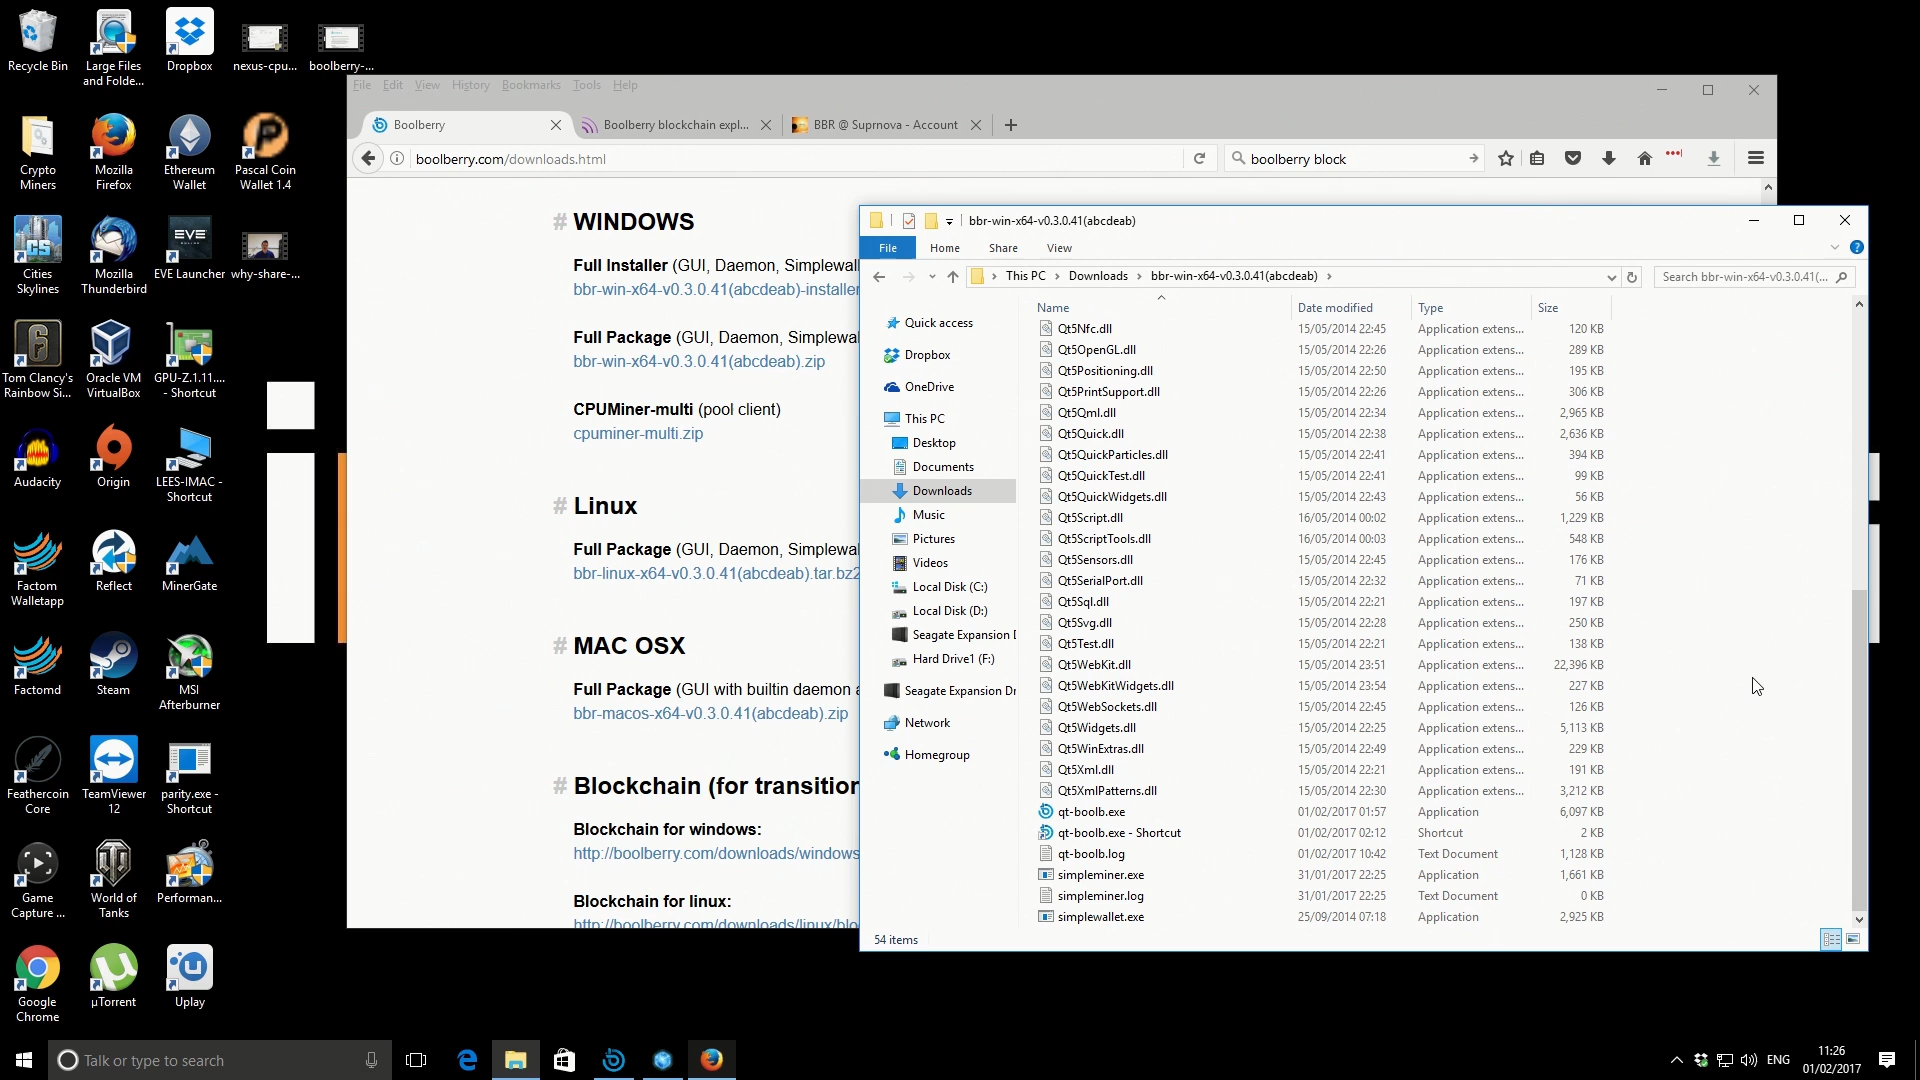 Recycle Bin
Large Files
and Folde...
Dropbox
nexus-cpu...
boolberry-...
Crypto
Miners
Mozilla
Firefox
Ethereum
Wallet
Pascal Coin
Wallet 1.4
Cities
Skylines
Mozilla
Thunderbird
EVE
EVE Launcher
why-share-...
Tom Clancy's
Rainbow Si...
Oracle VM
VirtualBox
GPU-Z.1.11....
- Shortcut
Audacity
Origin
LEES-IMAC -
Shortcut
Factom
Walletapp
Reflect
MinerGate
Factomd
Steam
MSI
Afterburner
Feathercoin
Core
TeamViewer
12
parity.exe -
Shortcut
Game
Capture ...
World of
Tanks
Performan...
Google
Chrome
µTorrent
Uplay
File Edit View History Bookmarks Tools Help
Boolberry
Boolberry blockchain expl...
BBR @ Suprnova - Account
boolberry.com/downloads.html
boolberry block
# WINDOWS
Full Installer (GUI, Daemon, Simplewall
bbr-win-x64-v0.3.0.41(abcdeab)-installer
Full Package (GUI, Daemon, Simplewal
bbr-win-x64-v0.3.0.41(abcdeab).zip
CPUMiner-multi (pool client)
cpuminer-multi.zip
# Linux
Full Package (GUI, Daemon, Simplewal
bbr-linux-x64-v0.3.0.41(abcdeab).tar.bz2
# MAC OSX
Full Package (GUI with builtin daemon a
bbr-macos-x64-v0.3.0.41(abcdeab).zip
# Blockchain (for transition
Blockchain for windows:
http://boolberry.com/downloads/windows
Blockchain for linux:
http://boolberry.com/downloads/linux/blo
bbr-win-x64-v0.3.0.41(abcdeab)
File Home Share View
This PC > Downloads > bbr-win-x64-v0.3.0.41(abcdeab) >
Search bbr-win-x64-v0.3.0.41(...
Quick access
Dropbox
OneDrive
This PC
Desktop
Documents
Downloads
Music
Pictures
Videos
Local Disk (C:)
Local Disk (D:)
Seagate Expansion D
Hard Drive1 (F:)
Seagate Expansion Dr
Network
Homegroup
Name Date modified Type Size
Qt5Nfc.dll 15/05/2014 22:45 Application extens... 120 KB
Qt5OpenGL.dll 15/05/2014 22:26 Application extens... 289 KB
Qt5Positioning.dll 15/05/2014 22:50 Application extens... 195 KB
Qt5PrintSupport.dll 15/05/2014 22:26 Application extens... 306 KB
Qt5Qml.dll 15/05/2014 22:34 Application extens... 2,965 KB
Qt5Quick.dll 15/05/2014 22:38 Application extens... 2,636 KB
Qt5QuickParticles.dll 15/05/2014 22:41 Application extens... 394 KB
Qt5QuickTest.dll 15/05/2014 22:41 Application extens... 99 KB
Qt5QuickWidgets.dll 15/05/2014 22:43 Application extens... 56 KB
Qt5Script.dll 16/05/2014 00:02 Application extens... 1,229 KB
Qt5ScriptTools.dll 16/05/2014 00:03 Application extens... 548 KB
Qt5Sensors.dll 15/05/2014 22:45 Application extens... 176 KB
Qt5SerialPort.dll 15/05/2014 22:32 Application extens... 71 KB
Qt5Sql.dll 15/05/2014 22:21 Application extens... 197 KB
Qt5Svg.dll 15/05/2014 22:28 Application extens... 250 KB
Qt5Test.dll 15/05/2014 22:21 Application extens... 138 KB
Qt5WebKit.dll 15/05/2014 23:51 Application extens... 22,396 KB
Qt5WebKitWidgets.dll 15/05/2014 23:54 Application extens... 227 KB
Qt5WebSockets.dll 15/05/2014 22:45 Application extens... 126 KB
Qt5Widgets.dll 15/05/2014 22:25 Application extens... 5,113 KB
Qt5WinExtras.dll 15/05/2014 22:49 Application extens... 229 KB
Qt5Xml.dll 15/05/2014 22:21 Application extens... 191 KB
Qt5XmlPatterns.dll 15/05/2014 22:30 Application extens... 3,212 KB
qt-boolb.exe 01/02/2017 01:57 Application 6,097 KB
qt-boolb.exe - Shortcut 01/02/2017 02:12 Shortcut 2 KB
qt-boolb.log 01/02/2017 10:42 Text Document 1,128 KB
simpleminer.exe 31/01/2017 22:25 Application 1,661 KB
simpleminer.log 31/01/2017 22:25 Text Document 0 KB
simplewallet.exe 25/09/2014 07:18 Application 2,925 KB
54 items
Talk or type to search
ENG
11:26
01/02/2017